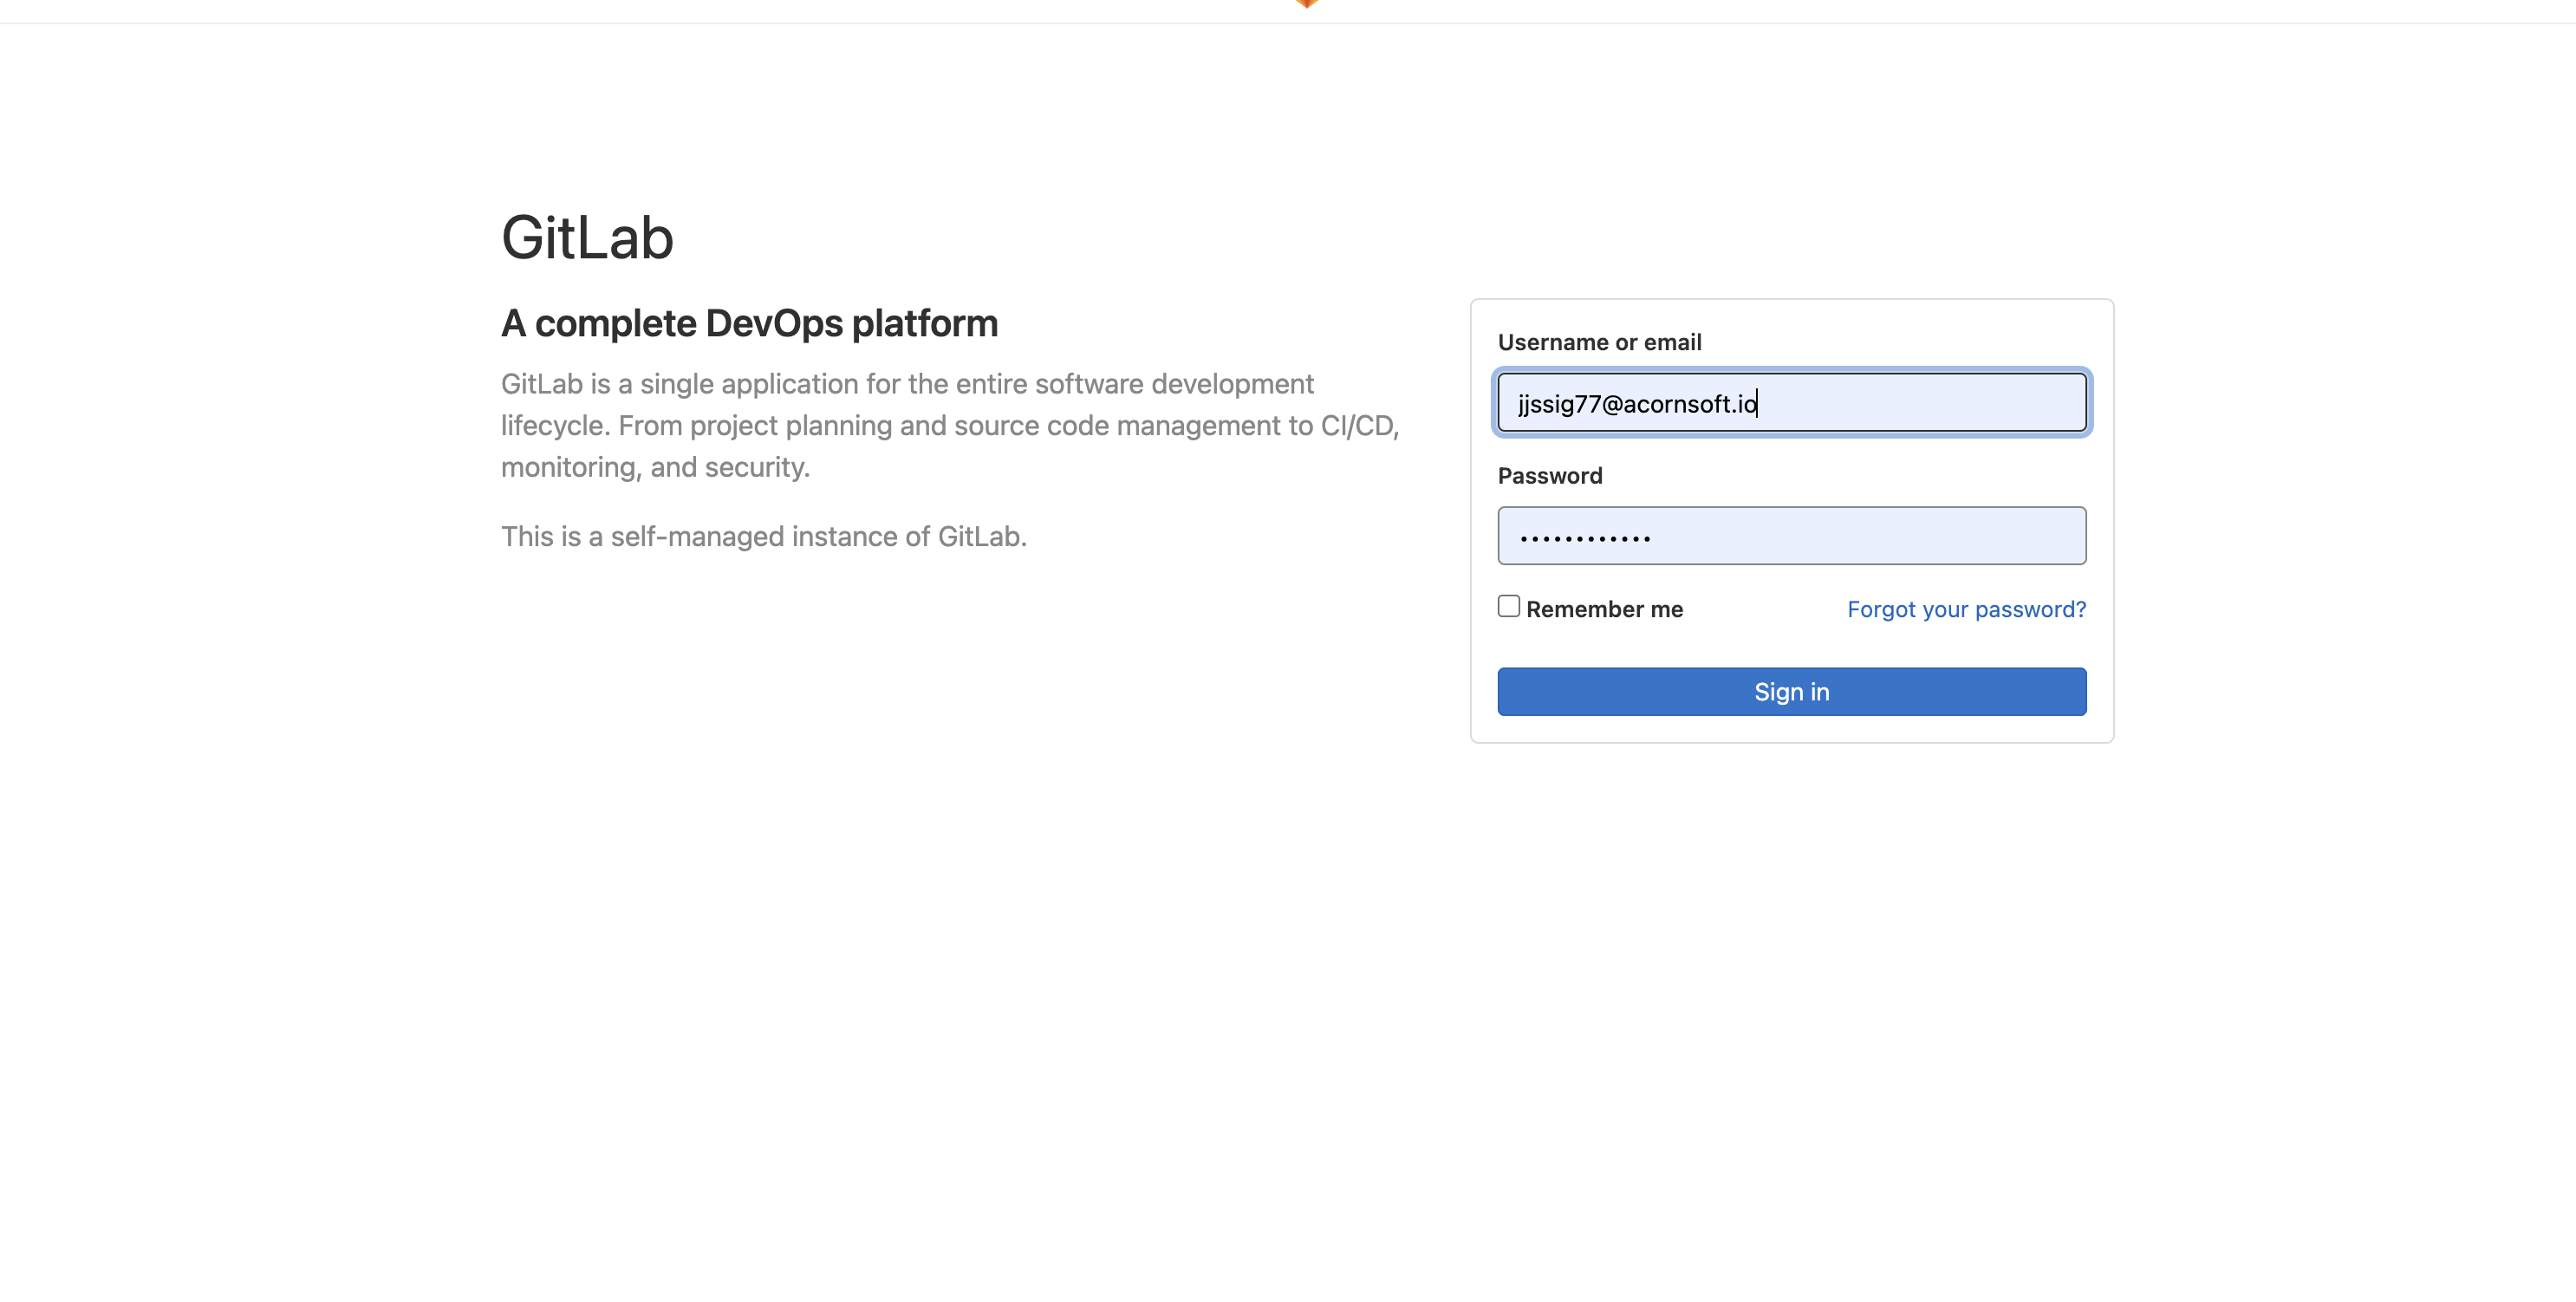 GitLab
A complete DevOps platform
GitLab is a single application for the entire software development
lifecycle. From project planning and source code management to CI/CD,
monitoring, and security.
This is a self-managed instance of GitLab.
Username or email
jjssig77@acornsoft.io
Password
••••••••••••
Remember me
Forgot your password?
Sign in